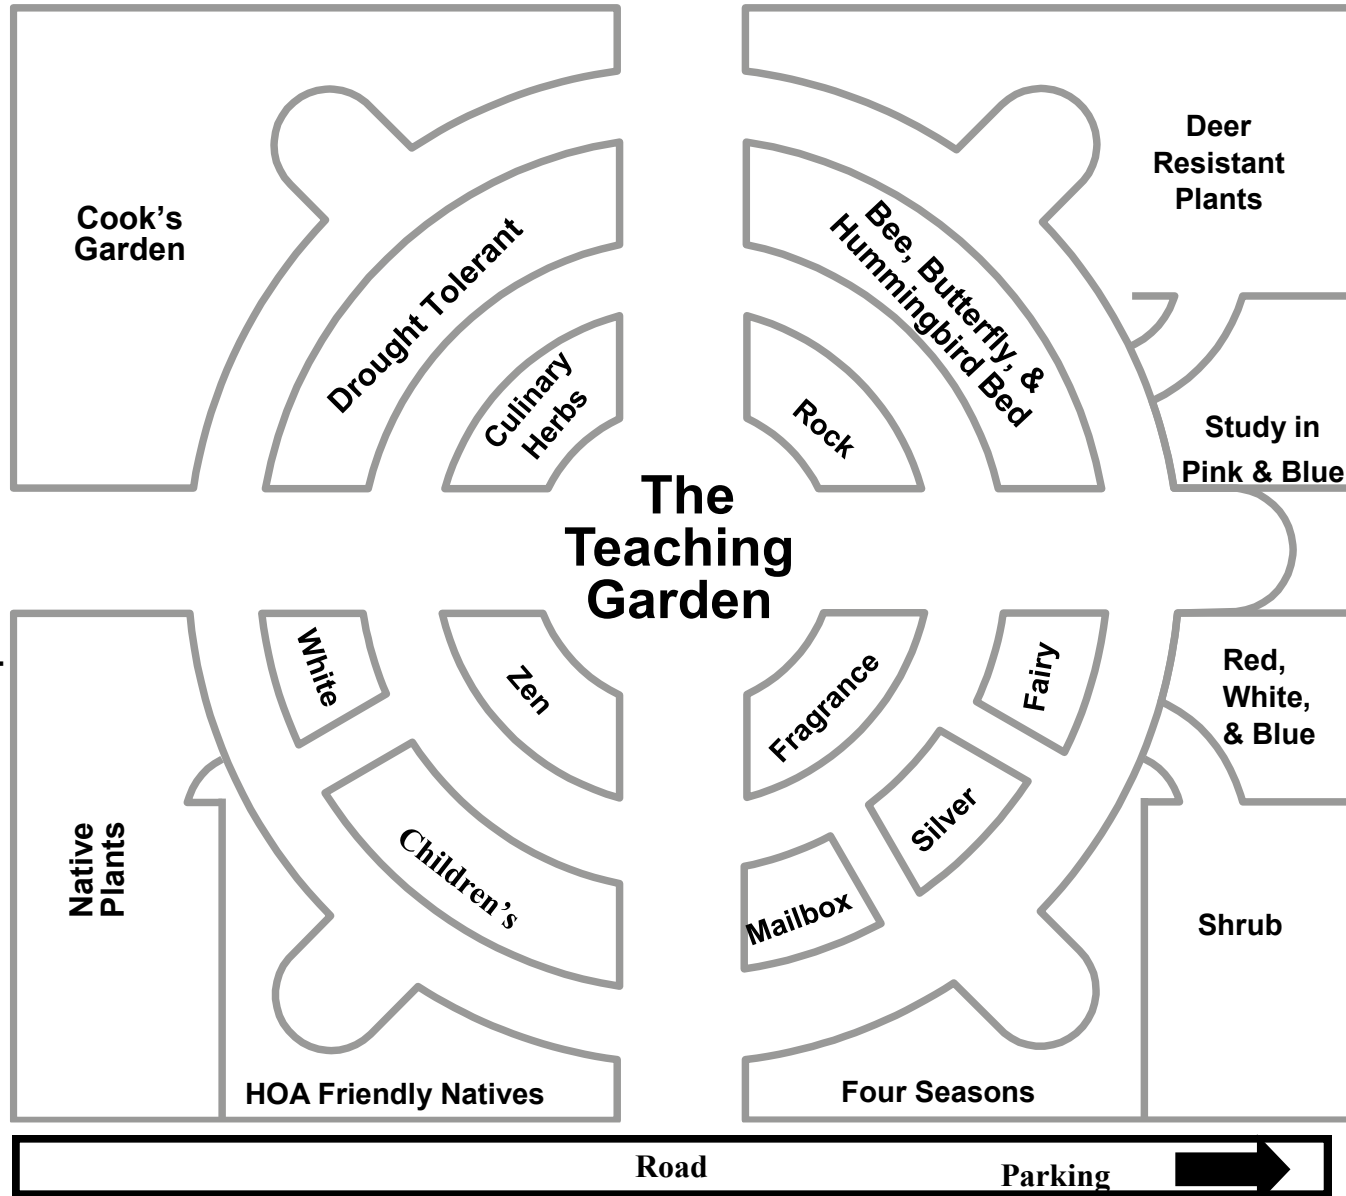 Deer
Resistant
Plants
Cook's
Garden
Drought Tolerant
Bee, Butterfly, &
Hummingbird Bed
Culinary
Herbs
Rock
Study in
Pink & Blue
The
Teaching
Garden
White
Zen
Fragrance
Fairy
Red,
White,
& Blue
Native
Plants
Children's
Silver
Mailbox
Shrub
HOA Friendly Natives
Four Seasons
Road
Parking